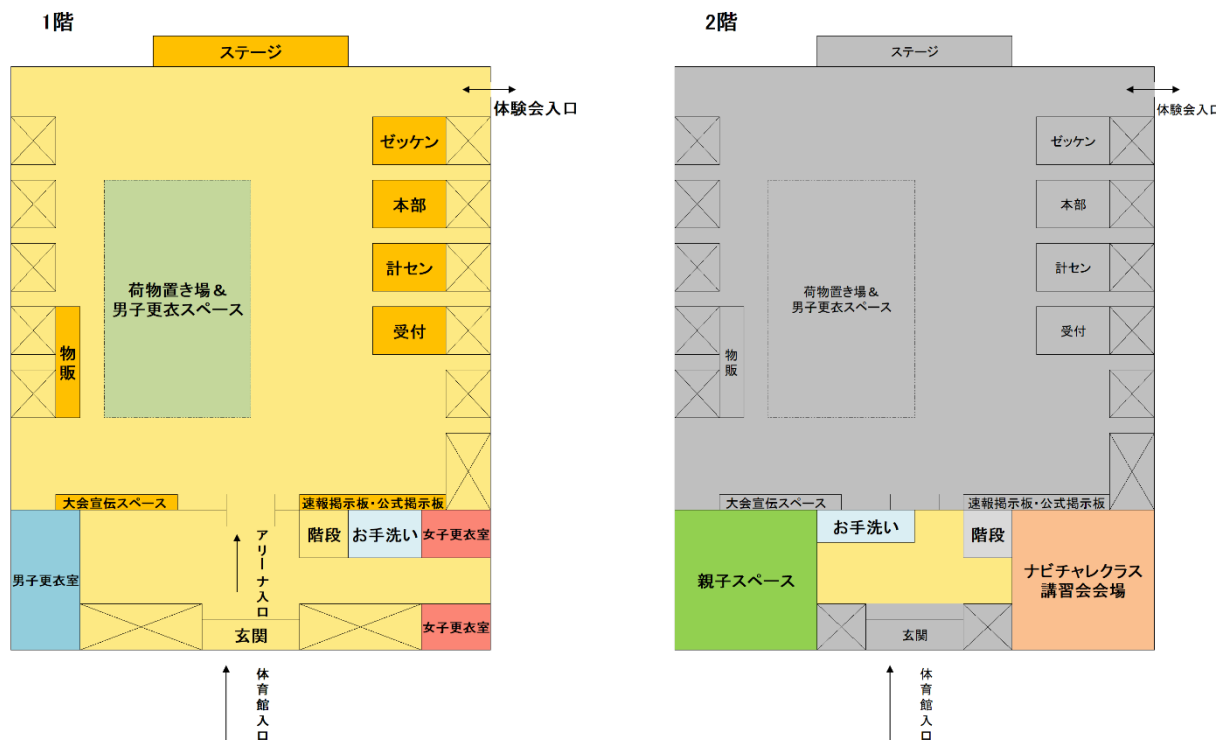 1階
ステージ
体験会入口
ゼッケン
本部
計セン
受付
荷物置き場＆
男子更衣スペース
物販
大会宣伝スペース
速報掲示板・公式掲示板
アリーナ入口
階段
お手洗い
女子更衣室
男子更衣室
女子更衣室
玄関
体育館入口
2階
ステージ
体験会入口
ゼッケン
本部
計セン
受付
荷物置き場＆
男子更衣スペース
物販
大会宣伝スペース
速報掲示板・公式掲示板
お手洗い
階段
親子スペース
ナビチャレクラス
講習会会場
玄関
体育館入口